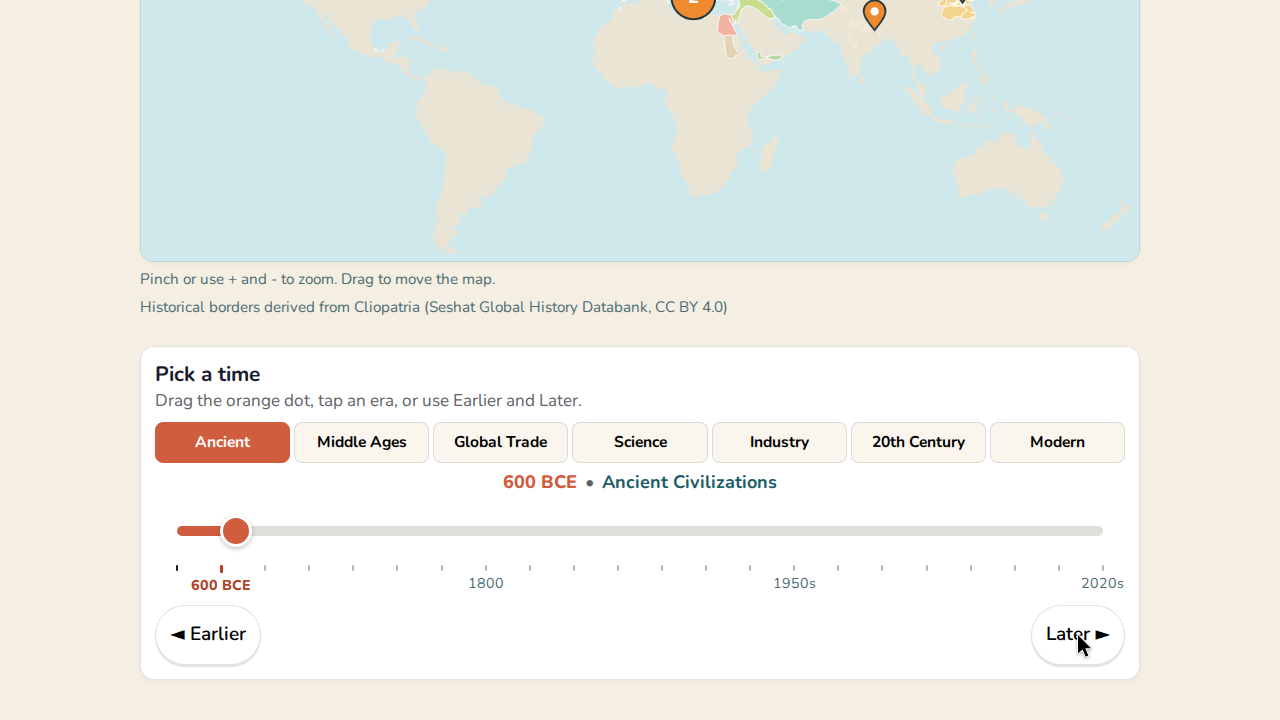 Pinch or use + and - to zoom. Drag to move the map.
Historical borders derived from Cliopatria (Seshat Global History Databank, CC BY 4.0)
Pick a time
Drag the orange dot, tap an era, or use Earlier and Later.
Ancient Middle Ages Global Trade Science Industry 20th Century Modern
600 BCE • Ancient Civilizations
600 BCE 1800 1950s 2020s
◄ Earlier Later ►